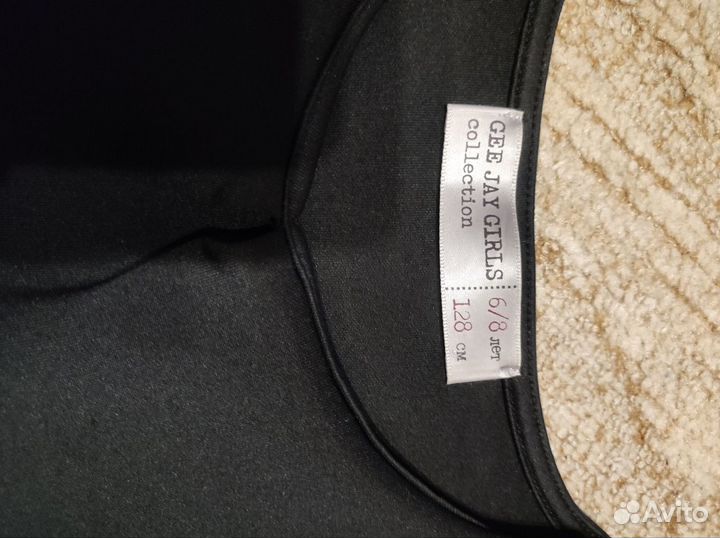 GEE JAY GIRLS
collection
6/8 лет
128 см
Avito